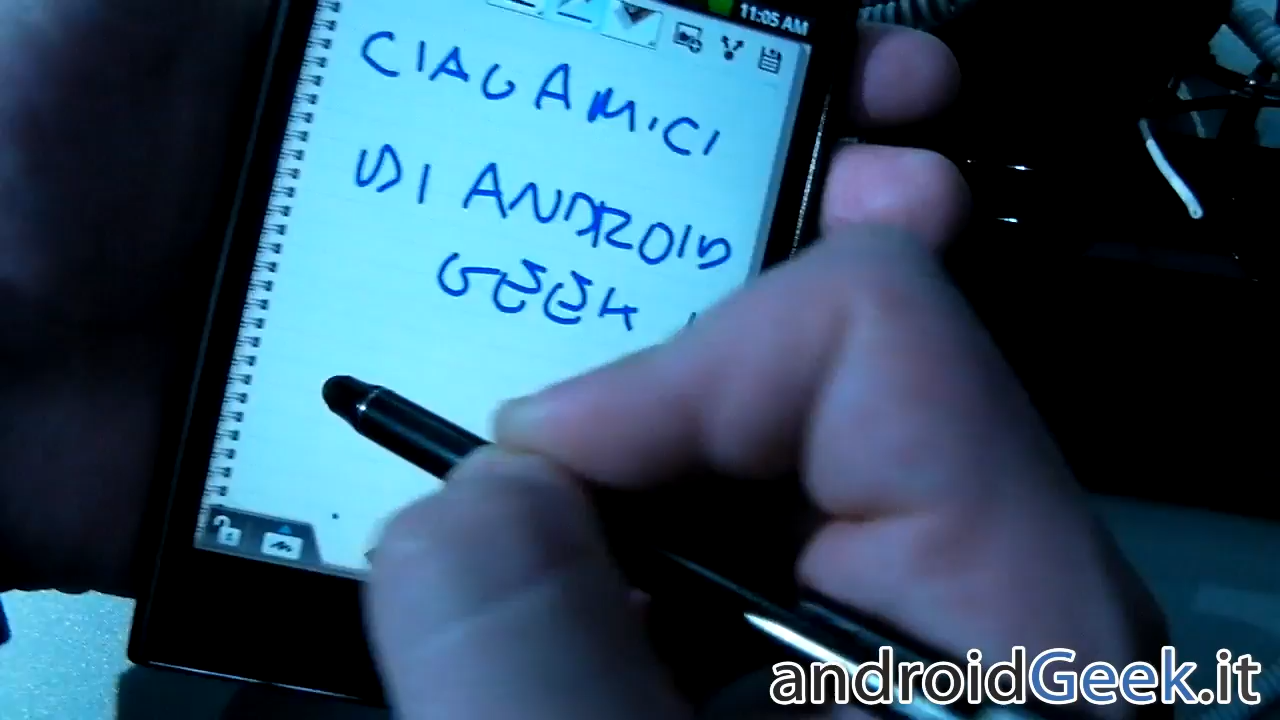 11:05 AM
CIAO AMICI
DI ANDROID
GEEK
androidGeek.it